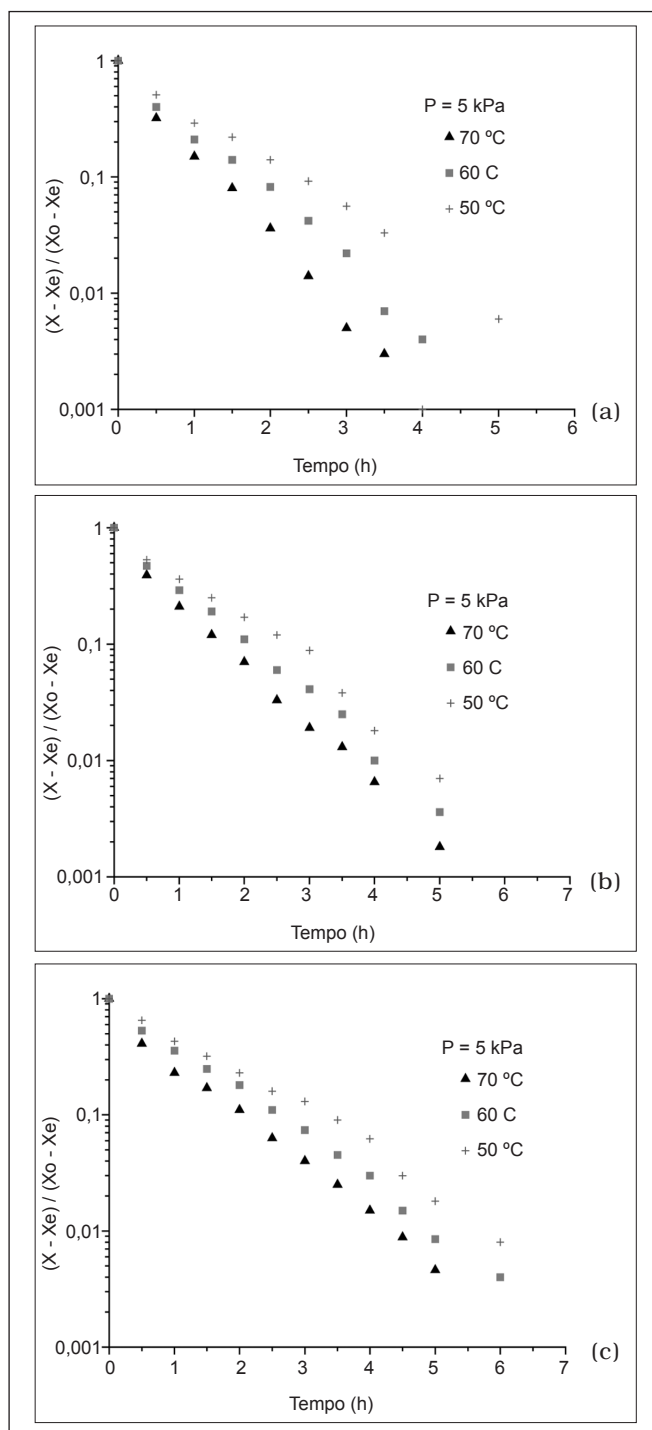 (X - Xe) / (Xo - Xe)
1
0,1
0,01
0,001
P = 5 kPa
70 ºC
60 C
50 ºC
0 1 2 3 4 5 6
Tempo (h)
(a)
(X - Xe) / (Xo - Xe)
1
0,1
0,01
0,001
P = 5 kPa
70 ºC
60 C
50 ºC
0 1 2 3 4 5 6 7
Tempo (h)
(b)
(X - Xe) / (Xo - Xe)
1
0,1
0,01
0,001
P = 5 kPa
70 ºC
60 C
50 ºC
0 1 2 3 4 5 6 7
Tempo (h)
(c)